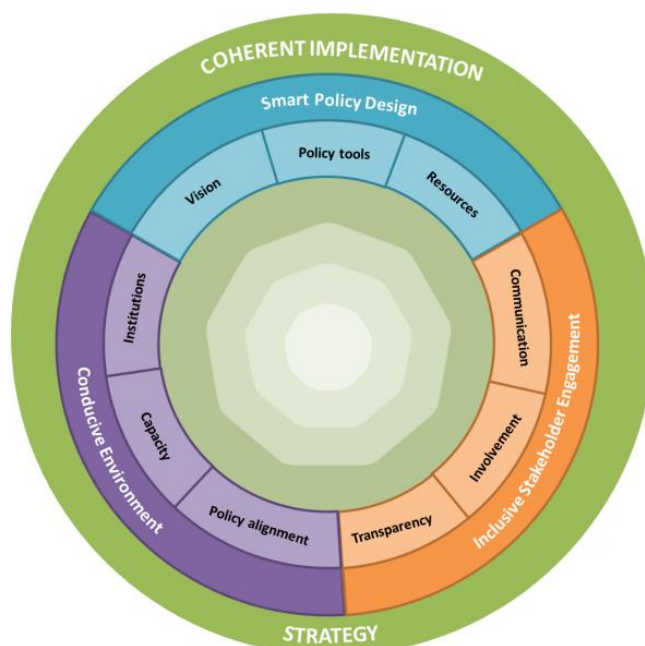 COHERENT IMPLEMENTATION
Smart Policy Design
Vision
Policy tools
Resources
Institutions
Capacity
Policy alignment
Conducive Environment
Communication
Involvement
Transparency
Inclusive Stakeholder Engagement
STRATEGY